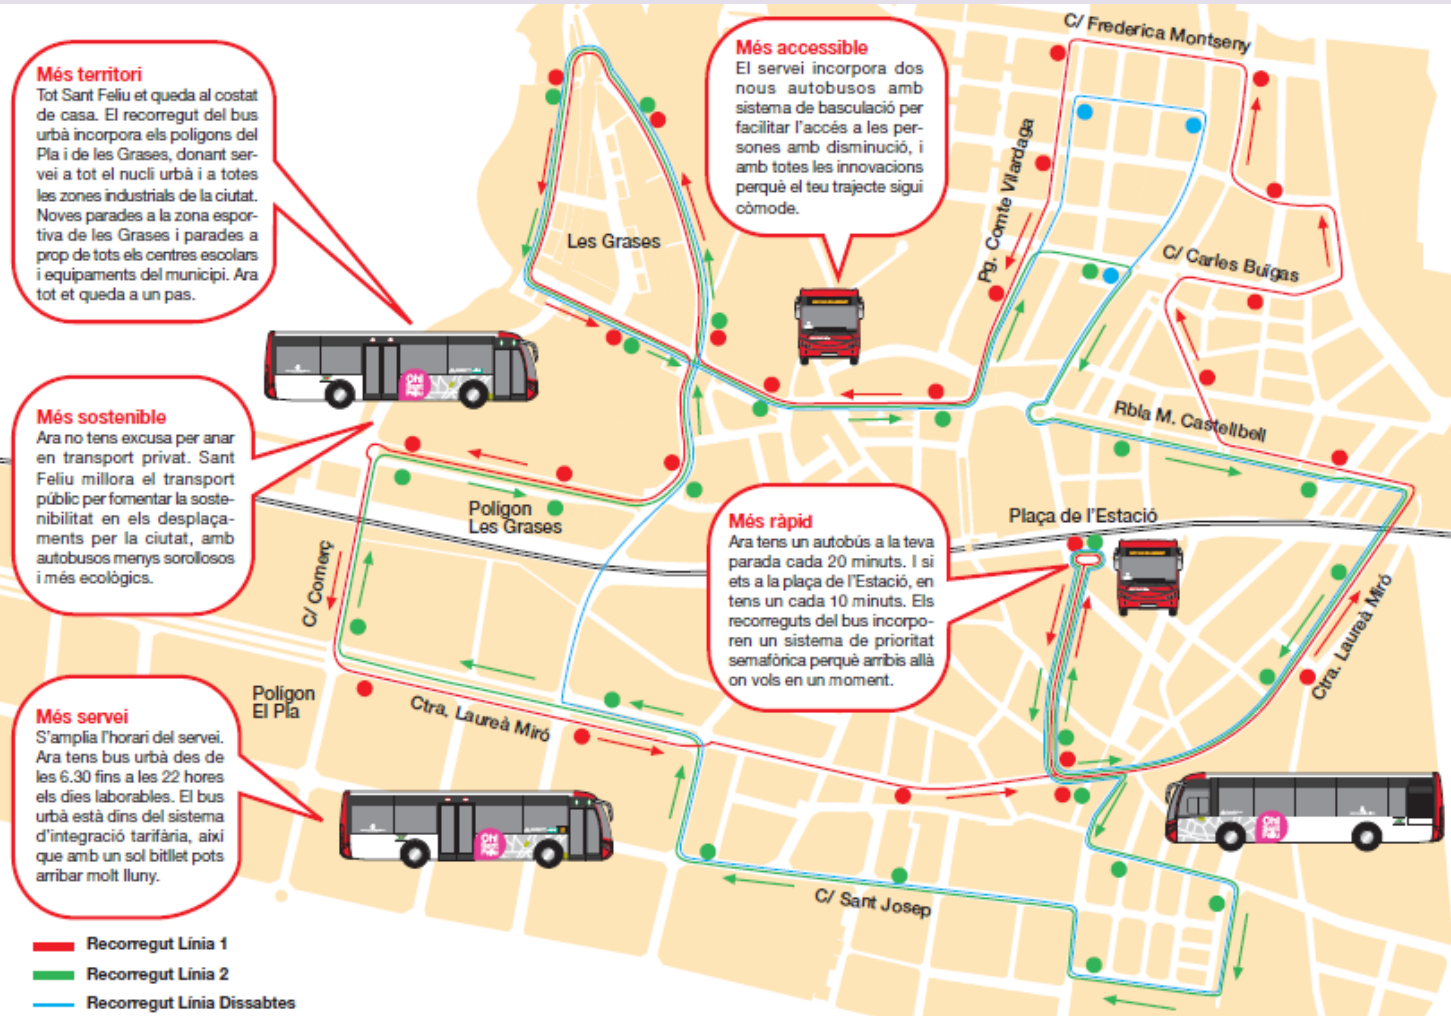 Més territori
Tot Sant Feliu et queda al costat
de casa. El recorregut del bus
urbà incorpora els polígons del
Pla i de les Grases, donant ser-
vei a tot el nucli urbà i a totes
les zones industrials de la ciutat.
Noves parades a la zona espor-
tiva de les Grases i parades a
prop de tots els centres escolars
i equipaments del municipi. Ara
tot et queda a un pas.
Més accessible
El servei incorpora dos
nous autobusos amb
sistema de basculació per
facilitar l'accés a les per-
sones amb disminució, i
amb totes les innovacions
perquè el teu trajecte sigui
còmode.
C/ Frederica Montseny
Pg. Comte Vilardaga
Les Grases
C/ Carles Buïgas
Més sostenible
Ara no tens excusa per anar
en transport privat. Sant
Feliu millora el transport
públic per fomentar la soste-
nibilitat en els desplaça-
ments per la ciutat, amb
autobusos menys sorollosos
i més ecològics.
Rbla M. Castellbell
Polígon
Les Grases
Més ràpid
Ara tens un autobús a la teva
parada cada 20 minuts. I si
ets a la plaça de l'Estació, en
tens un cada 10 minuts. Els
recorreguts del bus incorpo-
ren un sistema de prioritat
semafòrica perquè arribis allà
on vols en un moment.
Plaça de l'Estació
C/ Comerç
Ctra. Laureà Miró
Polígon
El Pla
Ctra. Laureà Miró
Més servei
S'amplia l'horari del servei.
Ara tens bus urbà des de
les 6.30 fins a les 22 hores
els dies laborables. El bus
urbà està dins del sistema
d'integració tarifària, així
que amb un sol bitllet pots
arribar molt lluny.
C/ Sant Josep
Recorregut Línia 1
Recorregut Línia 2
Recorregut Línia Dissabtes